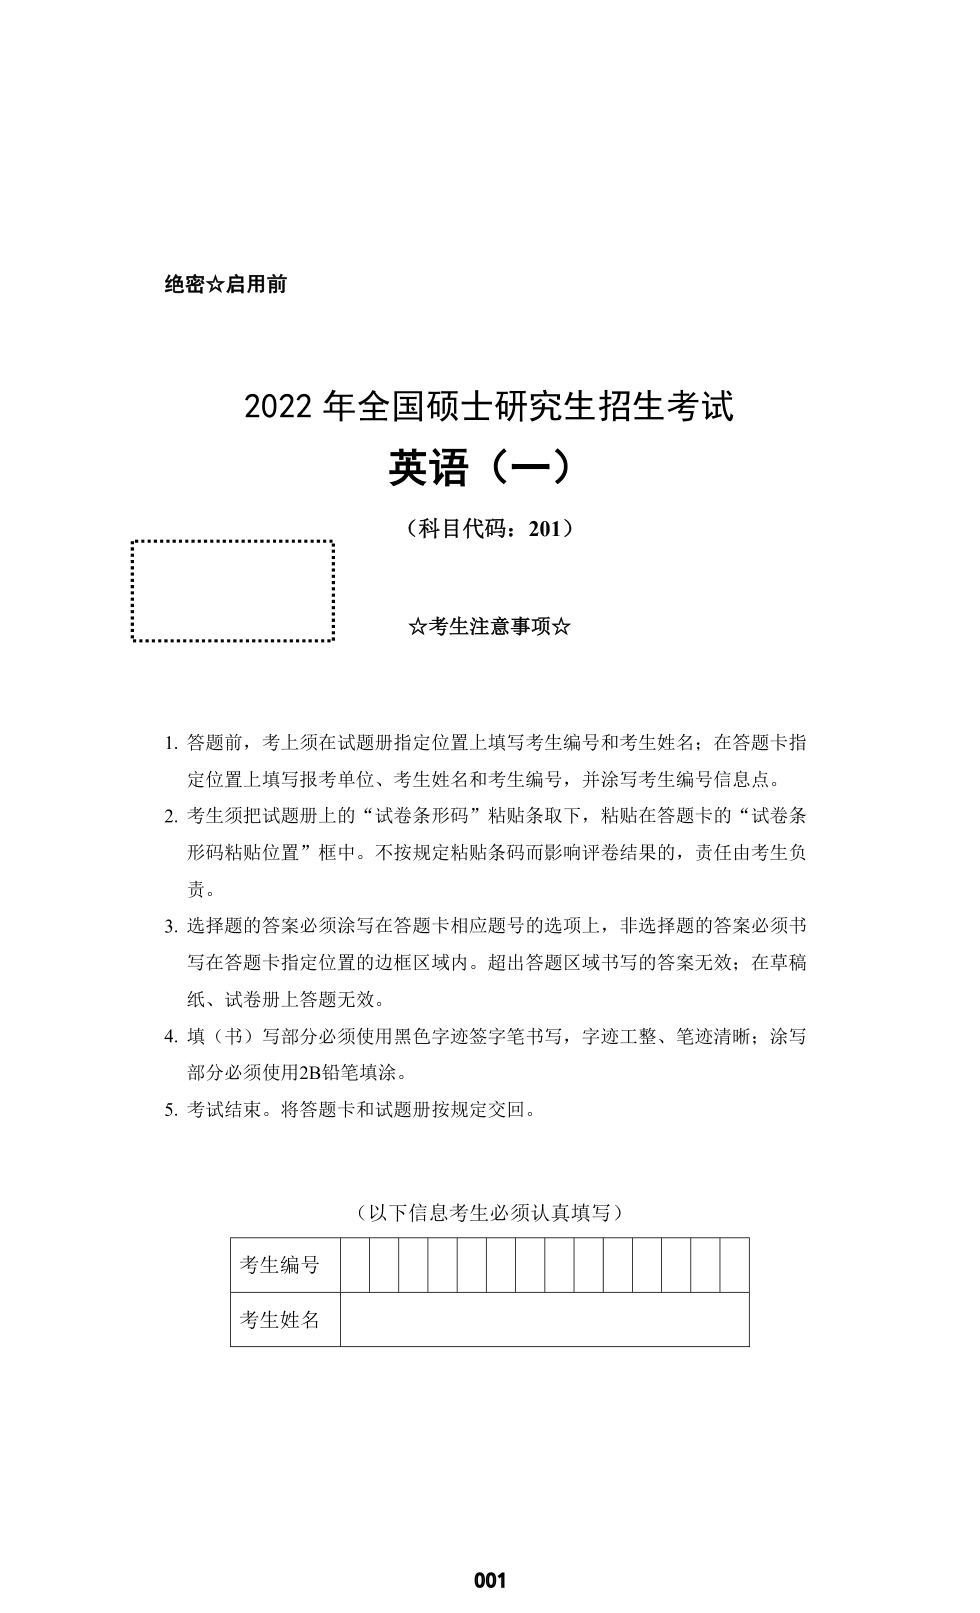 绝密☆启用前
2022 年全国硕士研究生招生考试
英语（一）
（科目代码：201）
☆考生注意事项☆
1. 答题前，考上须在试题册指定位置上填写考生编号和考生姓名；在答题卡指
定位置上填写报考单位、考生姓名和考生编号，并涂写考生编号信息点。
2. 考生须把试题册上的“试卷条形码”粘贴条取下，粘贴在答题卡的“试卷条
形码粘贴位置”框中。不按规定粘贴条码而影响评卷结果的，责任由考生负
责。
3. 选择题的答案必须涂写在答题卡相应题号的选项上，非选择题的答案必须书
写在答题卡指定位置的边框区域内。超出答题区域书写的答案无效；在草稿
纸、试卷册上答题无效。
4. 填（书）写部分必须使用黑色字迹签字笔书写，字迹工整、笔迹清晰；涂写
部分必须使用2B铅笔填涂。
5. 考试结束。将答题卡和试题册按规定交回。
（以下信息考生必须认真填写）
考生编号
考生姓名
001